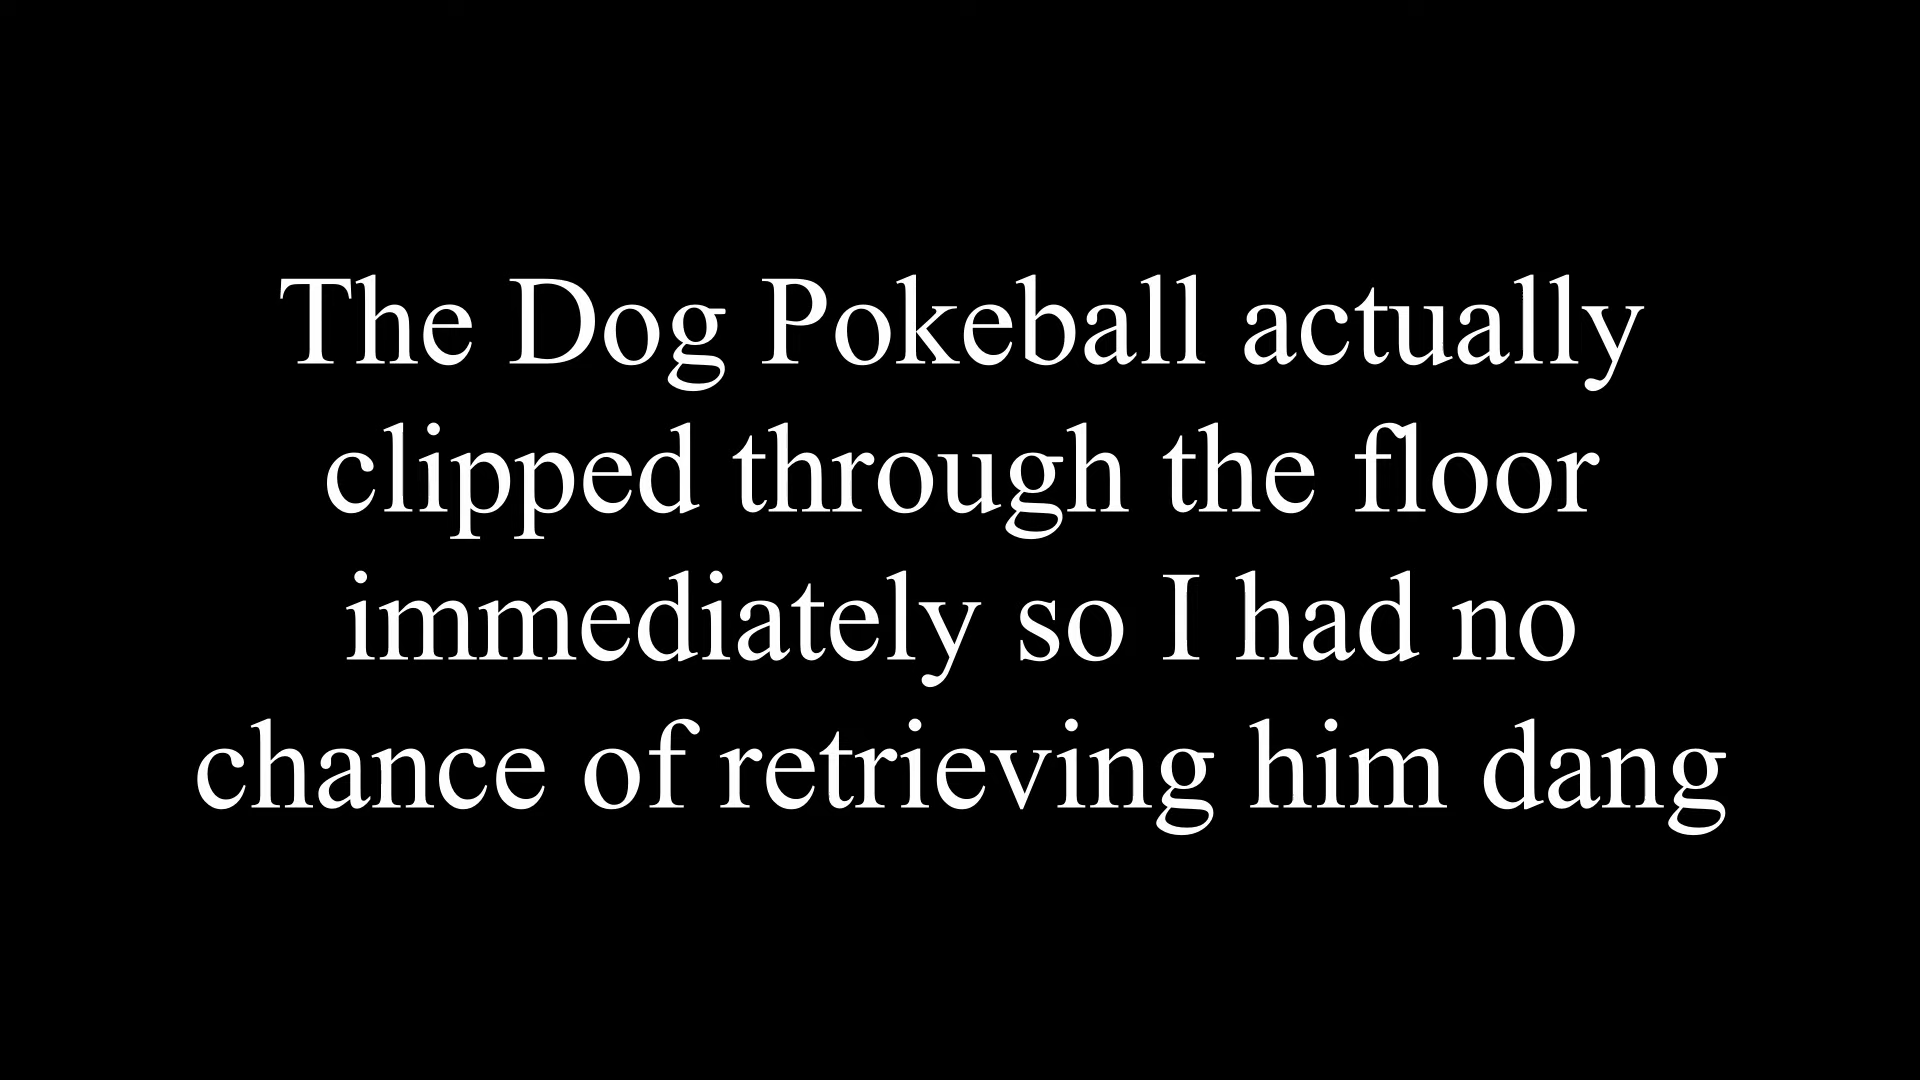 The Dog Pokeball actually
clipped through the floor
immediately so I had no
chance of retrieving him dang